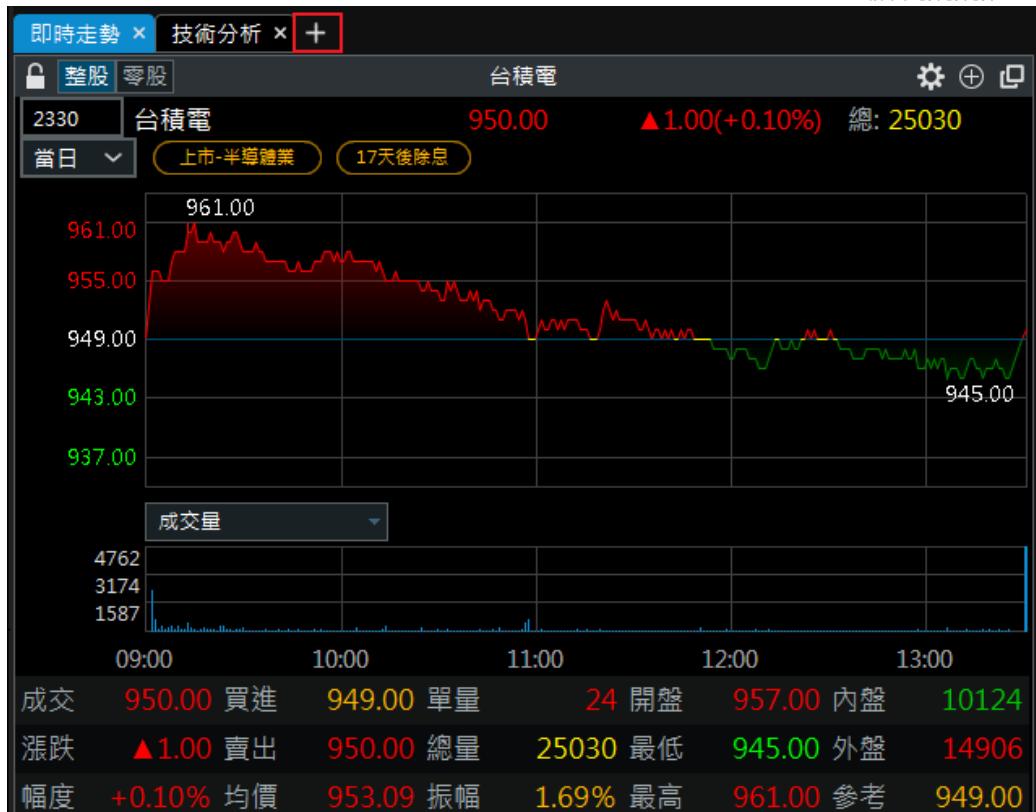 即時走勢 × 技術分析 × +
整股 零股 台積電
2330 台積電 950.00 ▲1.00(+0.10%) 總: 25030
當日 上市-半導體業 17天後除息
961.00
961.00
955.00
949.00
943.00
945.00
937.00
成交量
4762
3174
1587
09:00 10:00 11:00 12:00 13:00
成交 950.00 買進 949.00 單量 24 開盤 957.00 內盤 10124
漲跌 ▲1.00 賣出 950.00 總量 25030 最低 945.00 外盤 14906
幅度 +0.10% 均價 953.09 振幅 1.69% 最高 961.00 參考 949.00